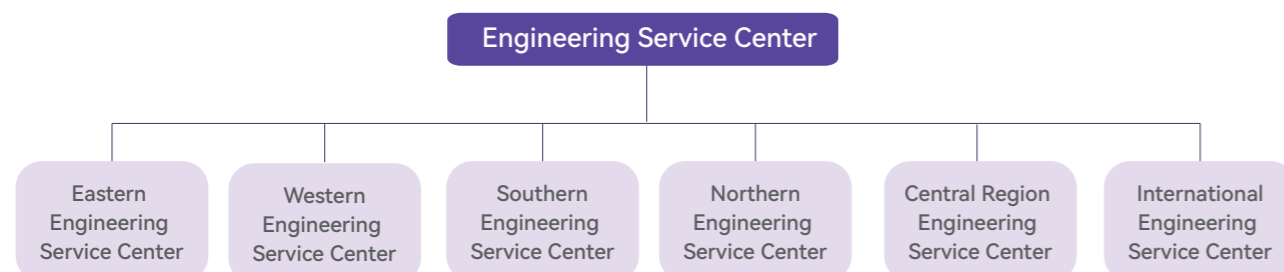 Engineering Service Center
Eastern
Engineering
Service Center
Western
Engineering
Service Center
Southern
Engineering
Service Center
Northern
Engineering
Service Center
Central Region
Engineering
Service Center
International
Engineering
Service Center